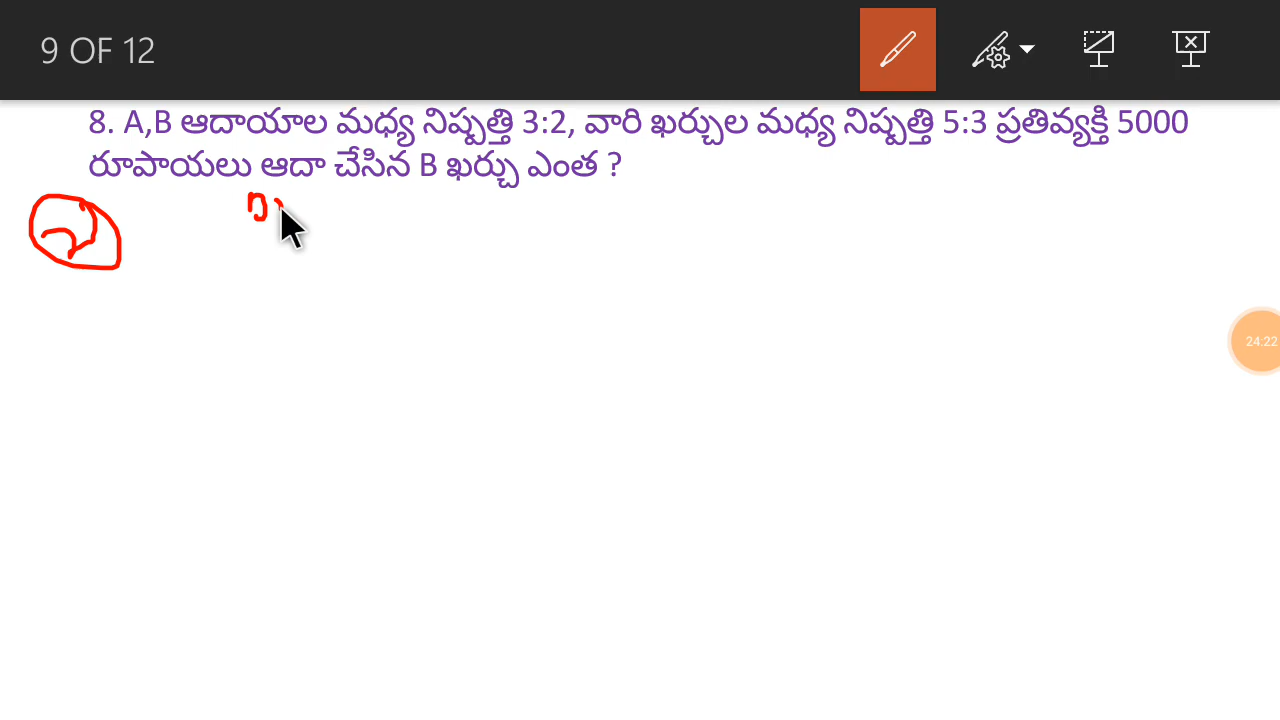 9 OF 12
8. A,B ఆదాయాల మధ్య నిష్పత్తి 3:2, వారి ఖర్చుల మధ్య నిష్పత్తి 5:3 ప్రతివ్యక్తి 5000
రూపాయలు ఆదా చేసిన B ఖర్చు ఎంత ?
24:22